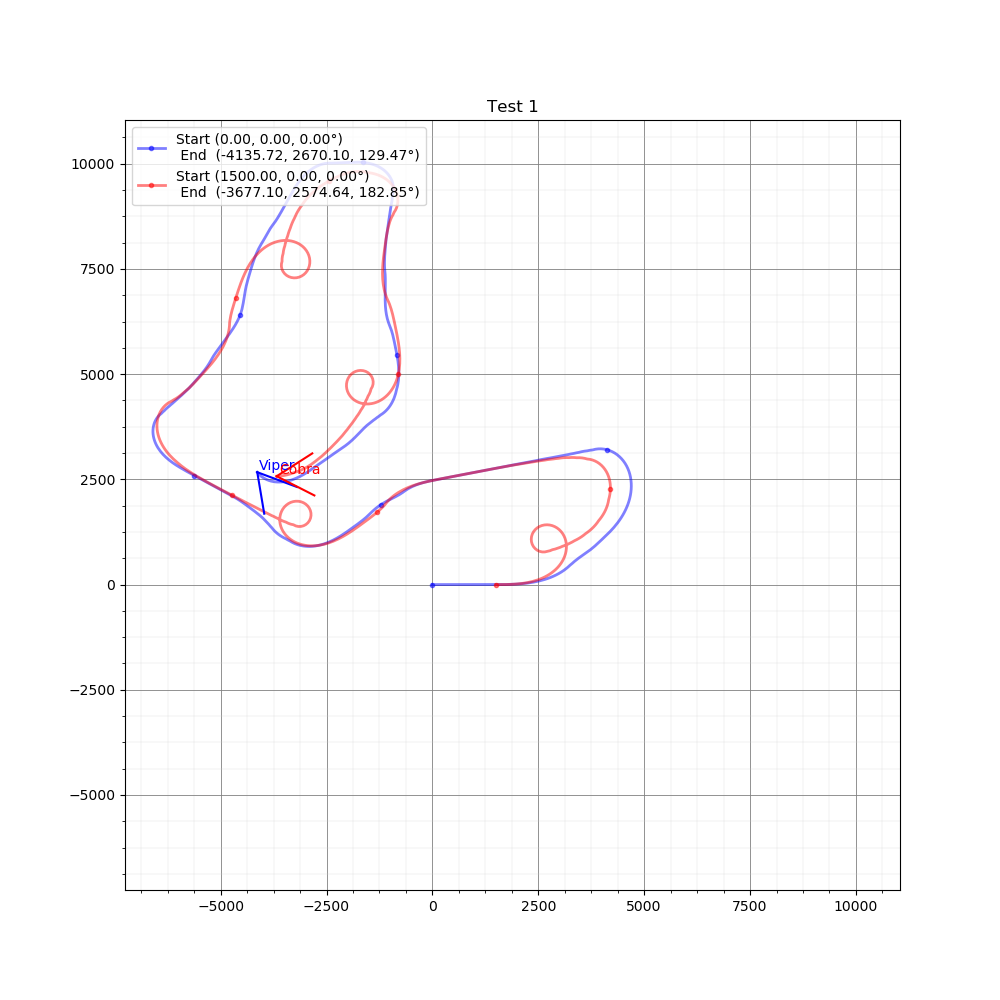 Test 1
Start (0.00, 0.00, 0.00°)
End (-4135.72, 2670.10, 129.47°)
Start (1500.00, 0.00, 0.00°)
End (-3677.10, 2574.64, 182.85°)
10000
7500
5000
2500
0
−2500
−5000
Viper
Cobra
−5000
−2500
0
2500
5000
7500
10000